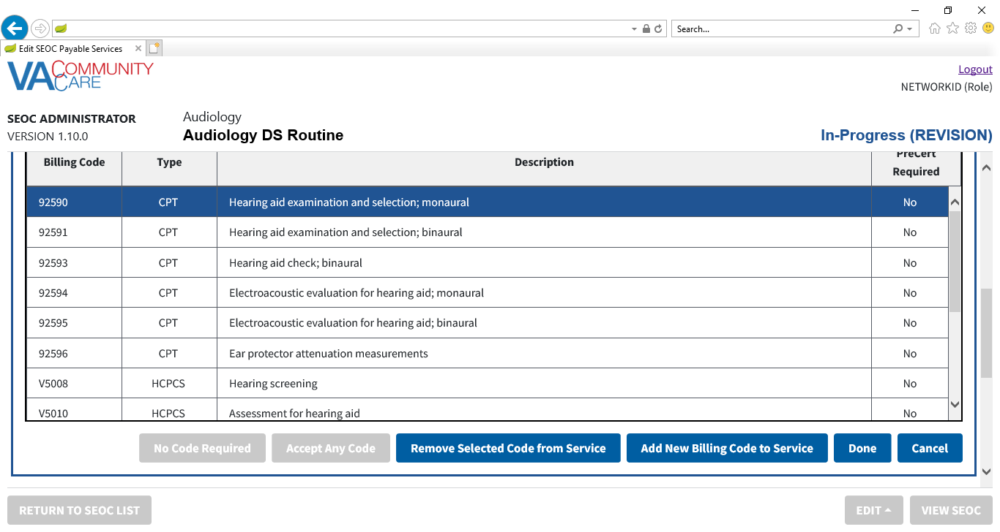 Search...
Edit SEOC Payable Services
VA COMMUNITY CARE
Logout
NETWORKID (Role)
SEOC ADMINISTRATOR
VERSION 1.10.0
Audiology
Audiology DS Routine
In-Progress (REVISION)
Billing Code Type Description PreCert Required
92590 CPT Hearing aid examination and selection; monaural No
92591 CPT Hearing aid examination and selection; binaural No
92593 CPT Hearing aid check; binaural No
92594 CPT Electroacoustic evaluation for hearing aid; monaural No
92595 CPT Electroacoustic evaluation for hearing aid; binaural No
92596 CPT Ear protector attenuation measurements No
V5008 HCPCS Hearing screening No
V5010 HCPCS Assessment for hearing aid No
No Code Required Accept Any Code Remove Selected Code from Service Add New Billing Code to Service Done Cancel
RETURN TO SEOC LIST EDIT VIEW SEOC